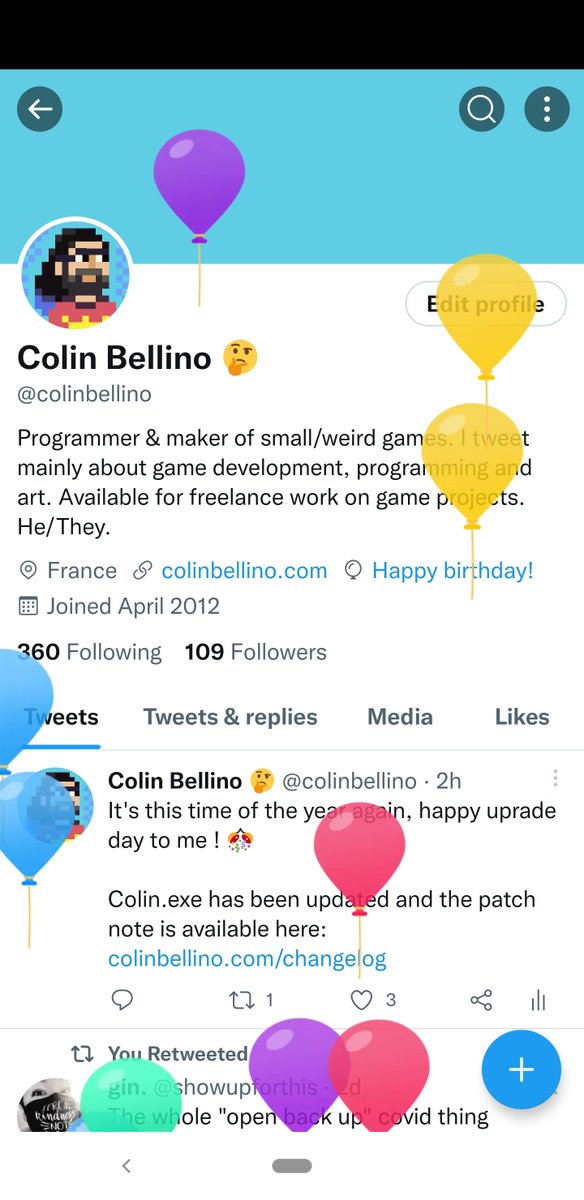 Edit profile
Colin Bellino 🤔
@colinbellino
Programmer & maker of small/weird games. I tweet
mainly about game development, programming and
art. Available for freelance work on game projects.
He/They.
France colinbellino.com Happy birthday!
Joined April 2012
360 Following 109 Followers
Tweets Tweets & replies Media Likes
Colin Bellino 🤔 @colinbellino · 2h
It's this time of the year again, happy uprade
day to me ! 🎊
Colin.exe has been updated and the patch
note is available here:
colinbellino.com/changelog
1 3
You Retweeted
gin. @showupforthis · 2d
The whole "open back up" covid thing
kindness